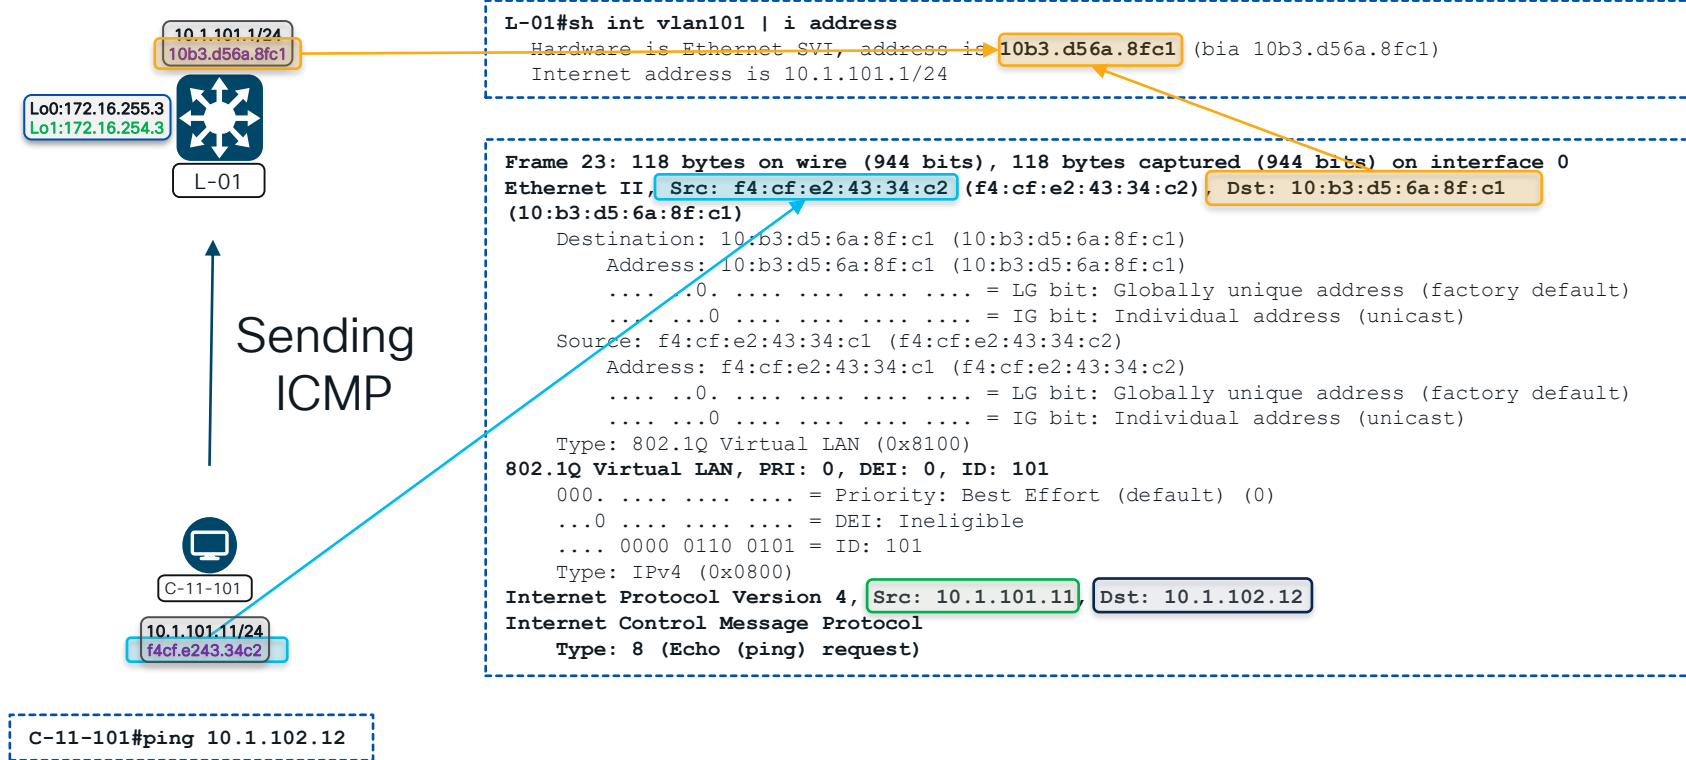 10.1.101.1/24
10b3.d56a.8fc1
Lo0:172.16.255.3
Lo1:172.16.254.3
L-01
Sending
ICMP
C-11-101
10.1.101.11/24
f4cf.e243.34c2
C-11-101#ping 10.1.102.12
L-01#sh int vlan101 | i address
Hardware is Ethernet SVI, address is 10b3.d56a.8fc1 (bia 10b3.d56a.8fc1)
Internet address is 10.1.101.1/24
Frame 23: 118 bytes on wire (944 bits), 118 bytes captured (944 bits) on interface 0
Ethernet II, Src: f4:cf:e2:43:34:c2 (f4:cf:e2:43:34:c2), Dst: 10:b3:d5:6a:8f:c1
(10:b3:d5:6a:8f:c1)
Destination: 10:b3:d5:6a:8f:c1 (10:b3:d5:6a:8f:c1)
Address: 10:b3:d5:6a:8f:c1 (10:b3:d5:6a:8f:c1)
.... ..0. .... .... .... .... = LG bit: Globally unique address (factory default)
.... ...0 .... .... .... .... = IG bit: Individual address (unicast)
Source: f4:cf:e2:43:34:c1 (f4:cf:e2:43:34:c2)
Address: f4:cf:e2:43:34:c1 (f4:cf:e2:43:34:c2)
.... ..0. .... .... .... .... = LG bit: Globally unique address (factory default)
.... ...0 .... .... .... .... = IG bit: Individual address (unicast)
Type: 802.1Q Virtual LAN (0x8100)
802.1Q Virtual LAN, PRI: 0, DEI: 0, ID: 101
000. .... .... .... = Priority: Best Effort (default) (0)
...0 .... .... .... = DEI: Ineligible
.... 0000 0110 0101 = ID: 101
Type: IPv4 (0x0800)
Internet Protocol Version 4, Src: 10.1.101.11, Dst: 10.1.102.12
Internet Control Message Protocol
Type: 8 (Echo (ping) request)